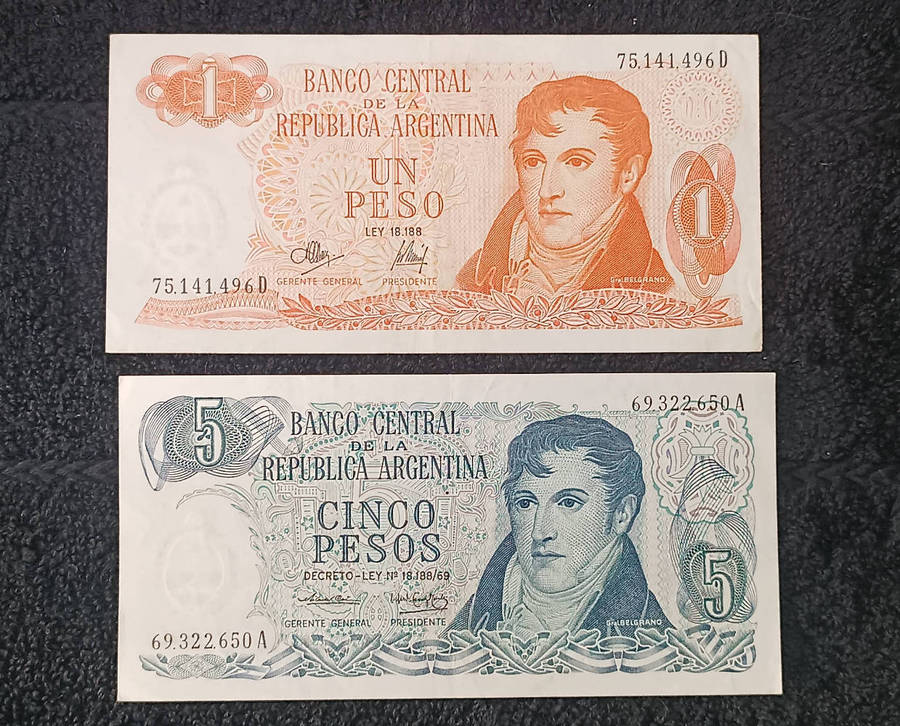 75.141.496 D
1
BANCO CENTRAL
DE LA
REPUBLICA ARGENTINA
UN
PESO
LEY 18.188
1
75.141.496 D
GERENTE GENERAL PRESIDENTE
Gral. BELGRANO
69.322.650 A
5
BANCO CENTRAL
DE LA
REPUBLICA ARGENTINA
CINCO
PESOS
DECRETO-LEY Nº 18.188/69
5
GERENTE GENERAL PRESIDENTE
Gral. BELGRANO
69.322.650 A